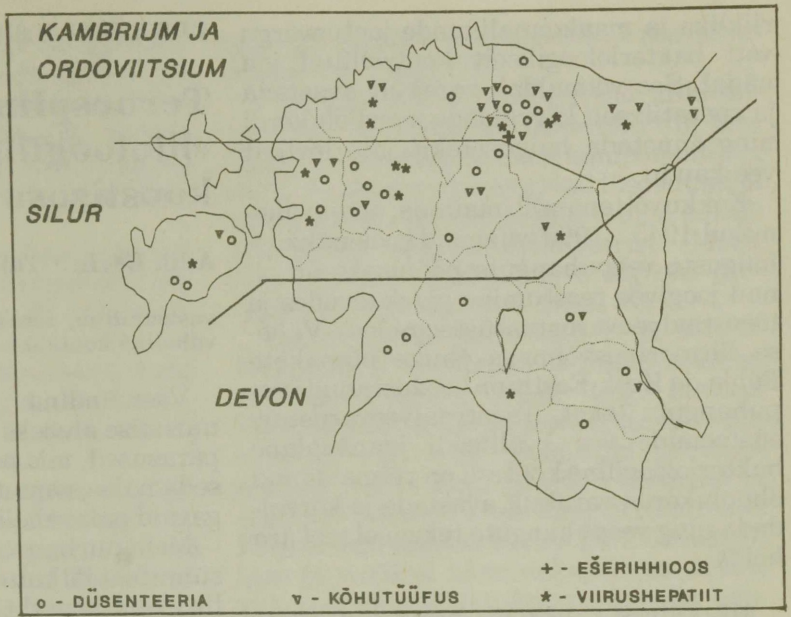 KAMBRIUM JA
ORDOVIITSIUM
SILUR
DEVON
+ - EŠERIHHIOOS
o - DÜSENTEERIA
▿ - KÕHUTÜÜFUS
* - VIIRUSHEPATIIT